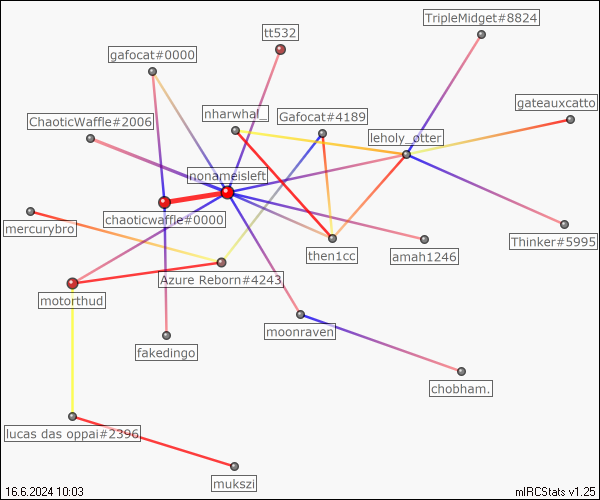 TripleMidget#8824
tt532
gafocat#0000
gateauxcatto
nharwhal_
Gafocat#4189
ChaoticWaffle#2006
leholy_otter
nonameisleft
chaoticwaffle#0000
mercurybro
Thinker#5995
then1cc
amah1246
Azure Reborn#4243
motorthud
moonraven
fakedingo
chobham.
lucas das oppai#2396
mukszi
16.6.2024 10:03
mIRCStats v1.25